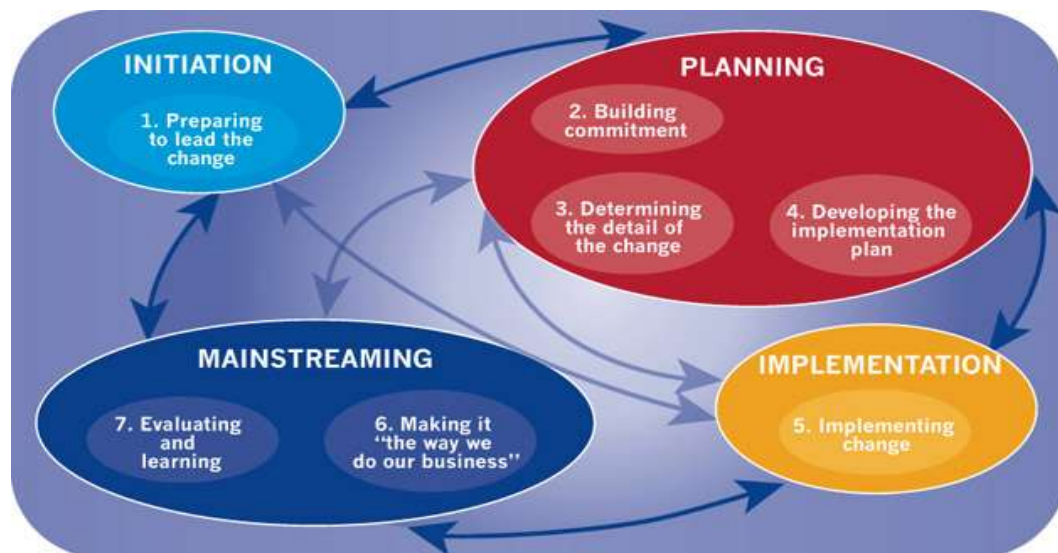 INITIATION
1. Preparing
to lead the
change
PLANNING
2. Building
commitment
3. Determining
the detail of
the change
4. Developing the
implementation
plan
MAINSTREAMING
7. Evaluating
and
learning
6. Making it
“the way we
do our business”
IMPLEMENTATION
5. Implementing
change